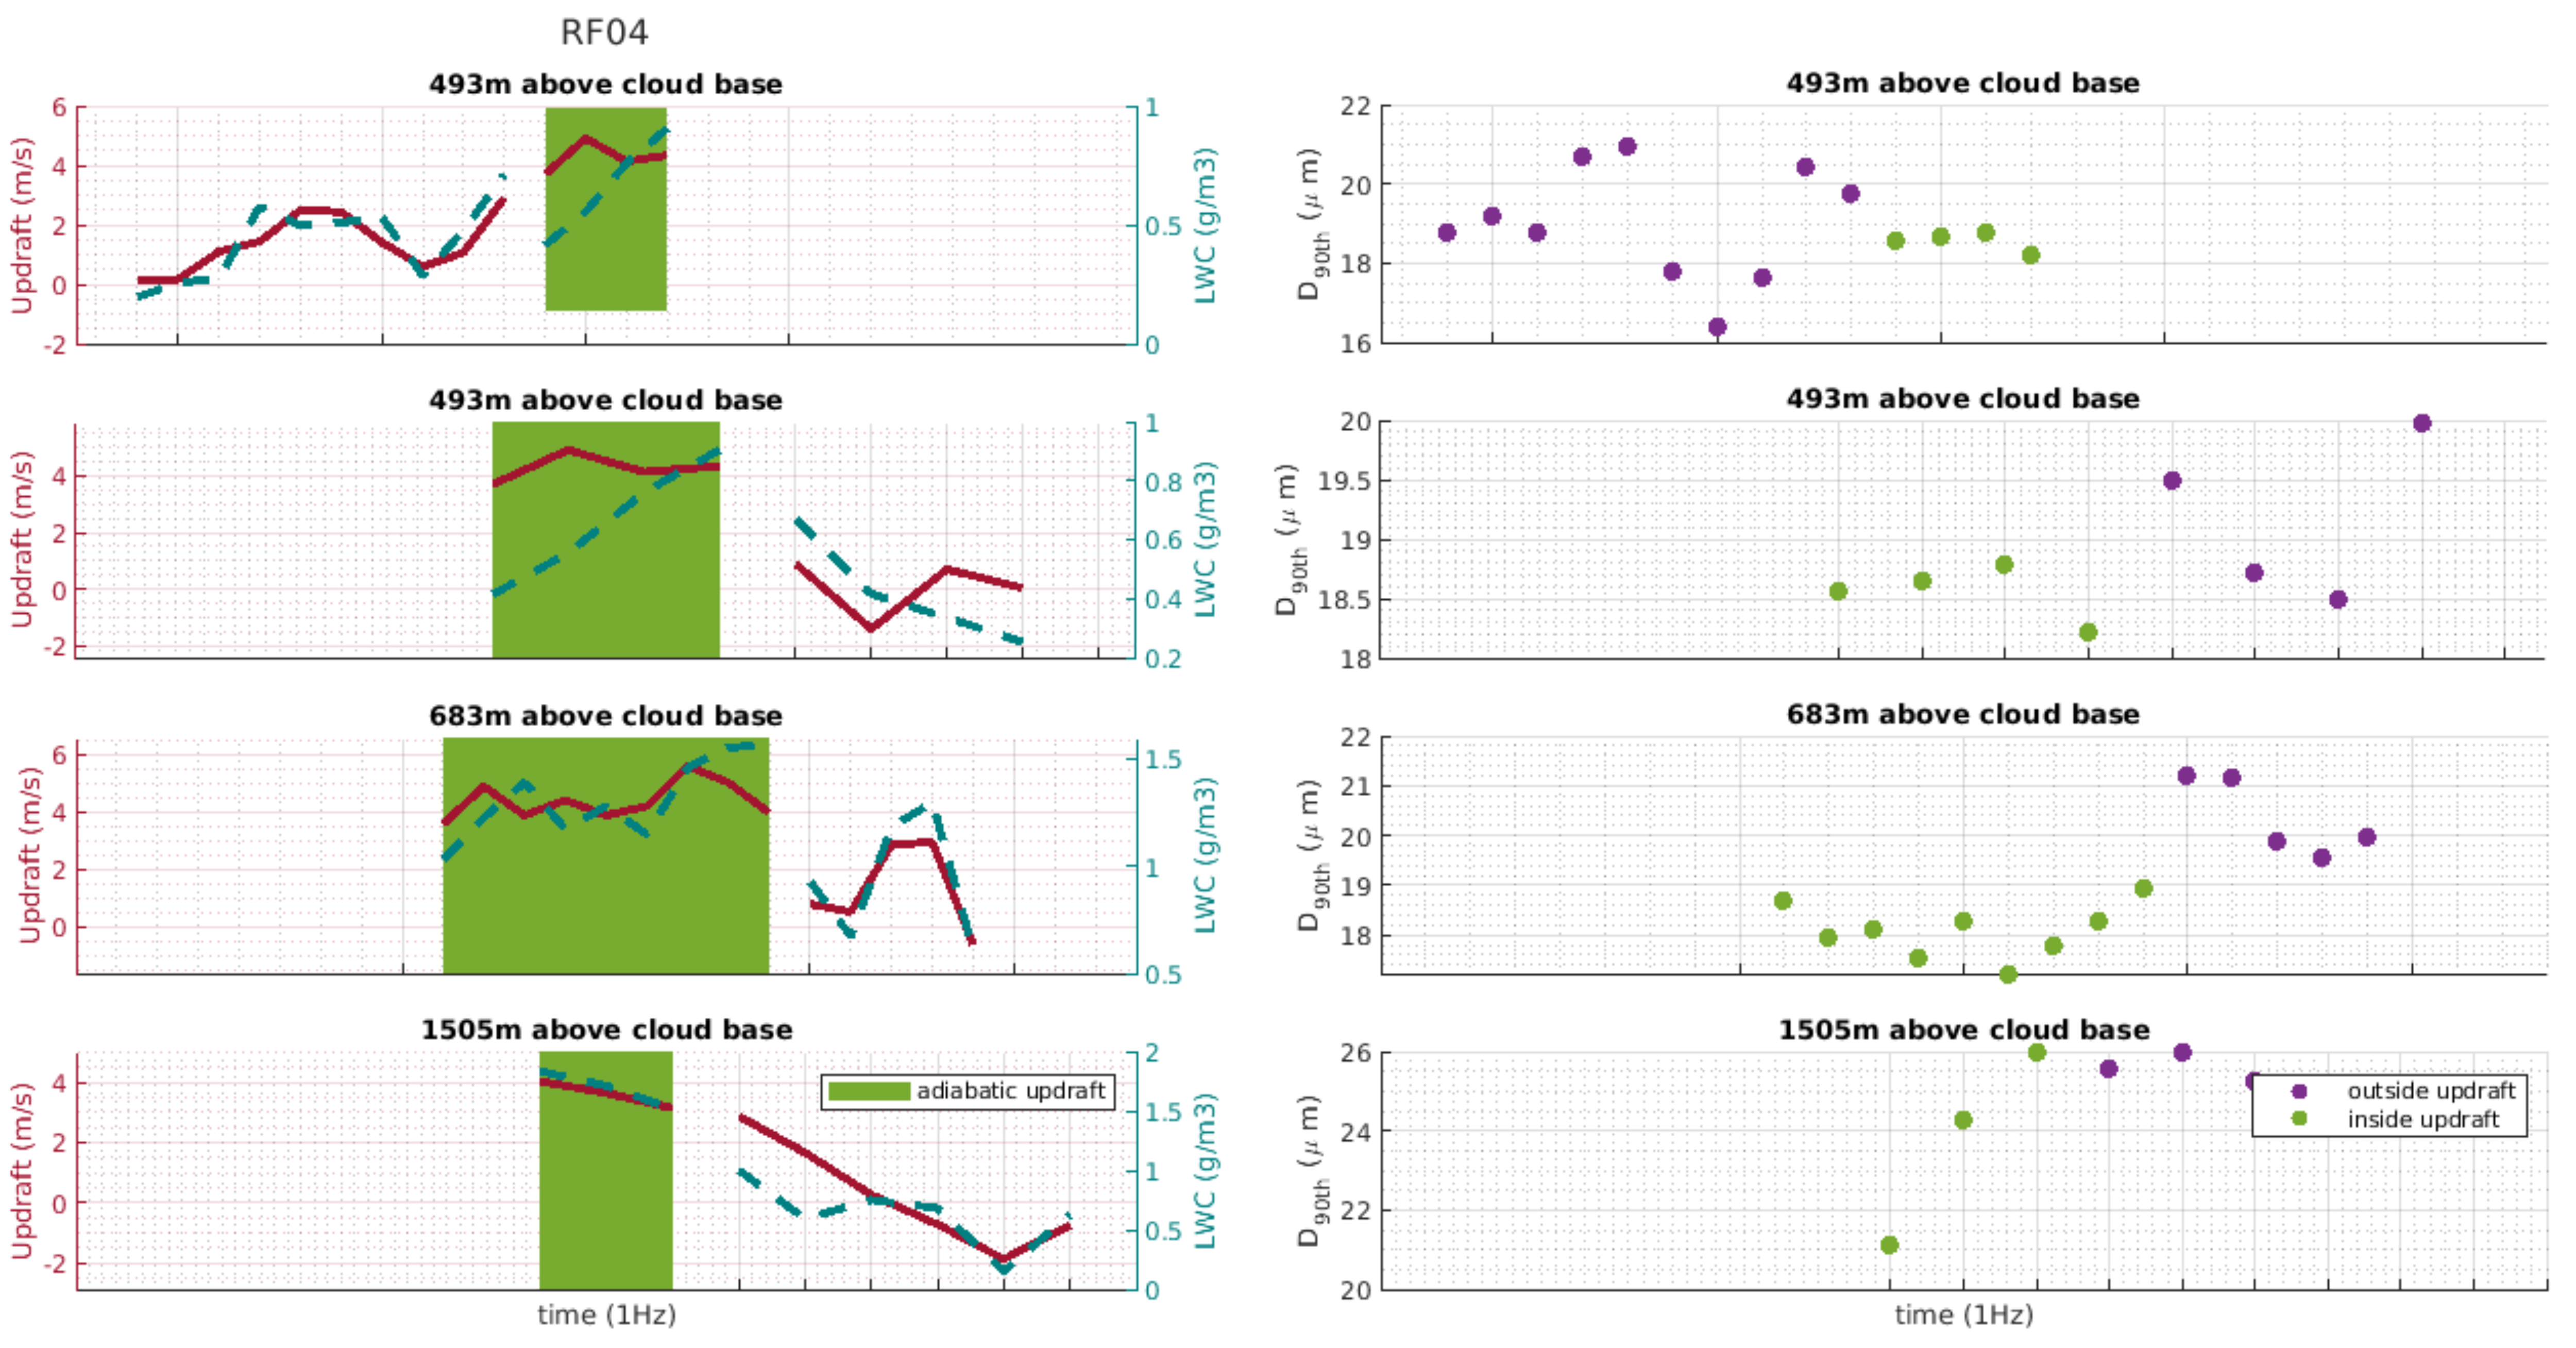 RF04
493m above cloud base
Updraft (m/s)
6
4
2
0
-2
1
0.5
0
LWC (g/m3)
493m above cloud base
D90th (μ m)
22
20
18
16
493m above cloud base
Updraft (m/s)
4
2
0
-2
1
0.8
0.6
0.4
0.2
LWC (g/m3)
493m above cloud base
D90th (μ m)
20
19.5
19
18.5
18
683m above cloud base
Updraft (m/s)
6
4
2
0
1.5
1
0.5
LWC (g/m3)
683m above cloud base
D90th (μ m)
22
21
20
19
18
1505m above cloud base
Updraft (m/s)
4
2
0
-2
2
1.5
1
0.5
0
LWC (g/m3)
adiabatic updraft
time (1Hz)
1505m above cloud base
D90th (μ m)
26
24
22
20
outside updraft
inside updraft
time (1Hz)